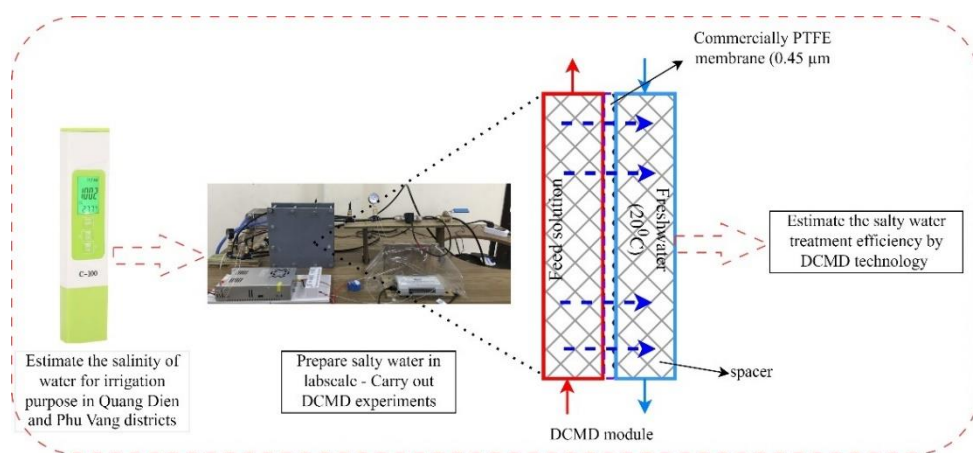 Commercially PTFE
membrane (0.45 µm
Feed solution
Freshwater
(20⁰C)
Estimate the salty water
treatment efficiency by
DCMD technology
C-100
Estimate the salinity of
water for irrigation
purpose in Quang Dien
and Phu Vang districts
Prepare salty water in
labscale - Carry out
DCMD experiments
spacer
DCMD module